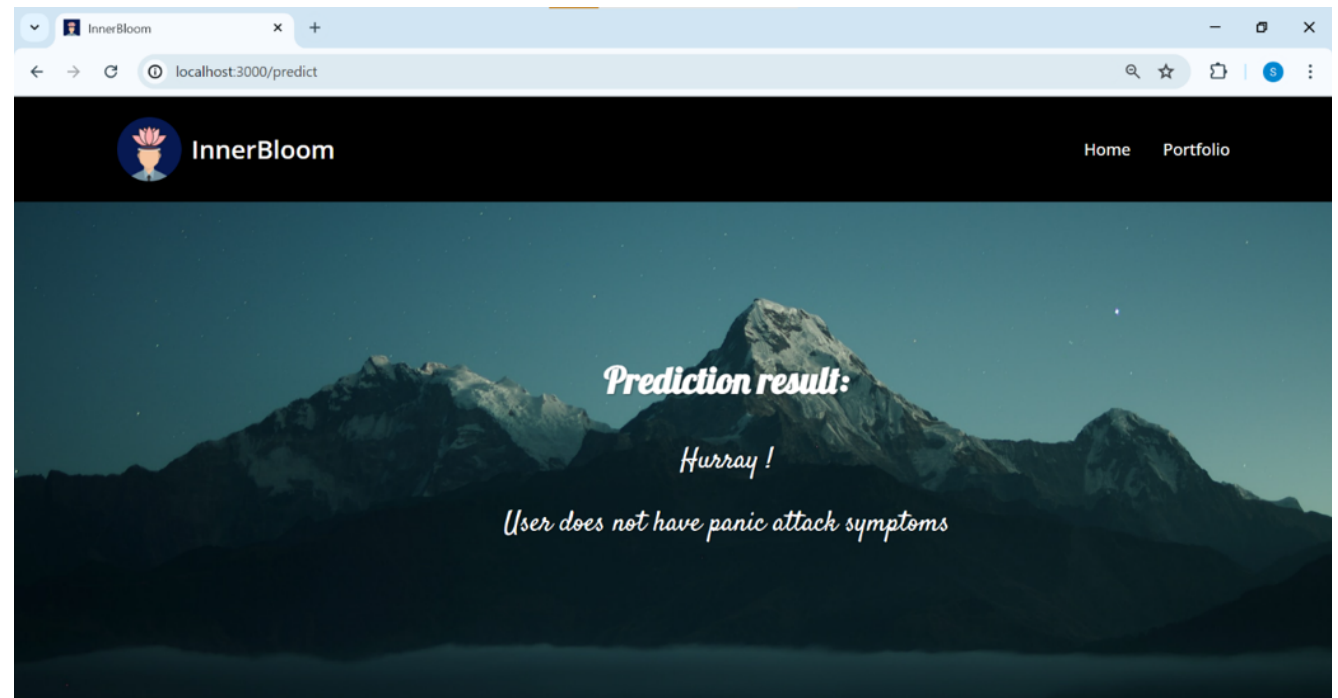 InnerBloom
localhost:3000/predict
S
InnerBloom
Home Portfolio
Prediction result:
Hurray !
User does not have panic attack symptoms